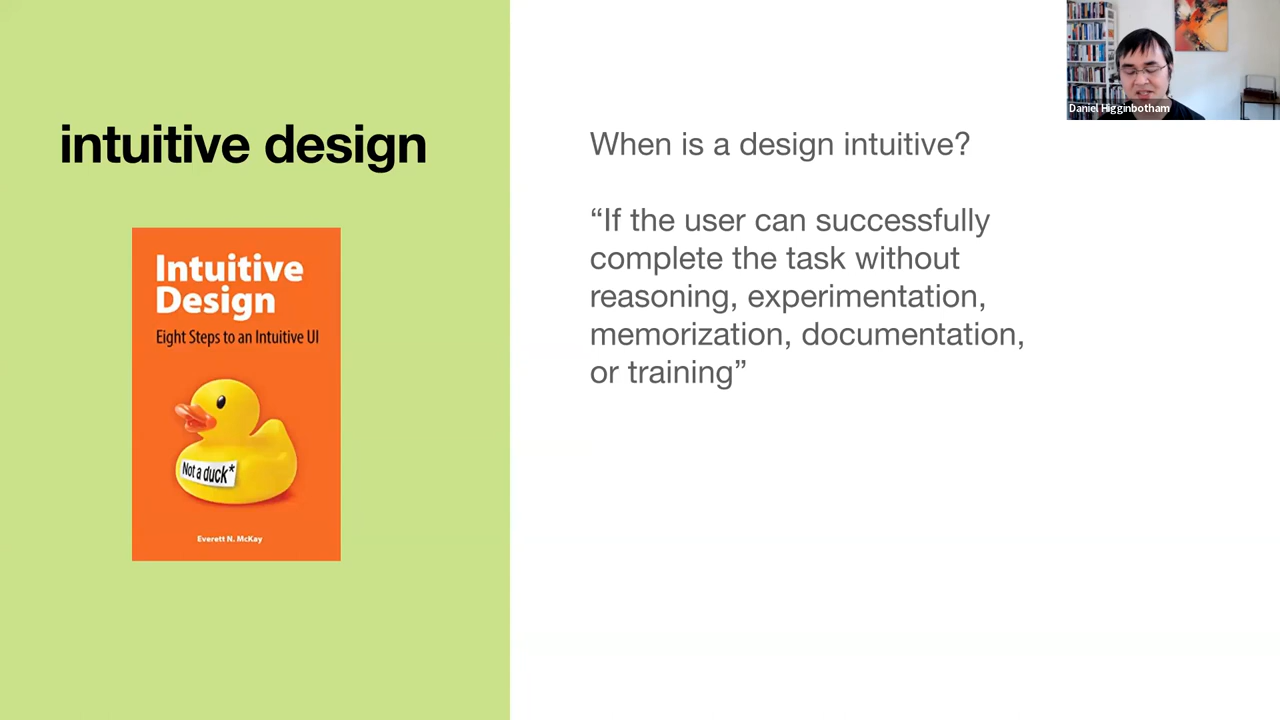 intuitive design
Intuitive
Design
Eight Steps to an Intuitive UI
Not a duck*
Everett N. McKay
When is a design intuitive?
“If the user can successfully
complete the task without
reasoning, experimentation,
memorization, documentation,
or training”
Daniel Higginbotham